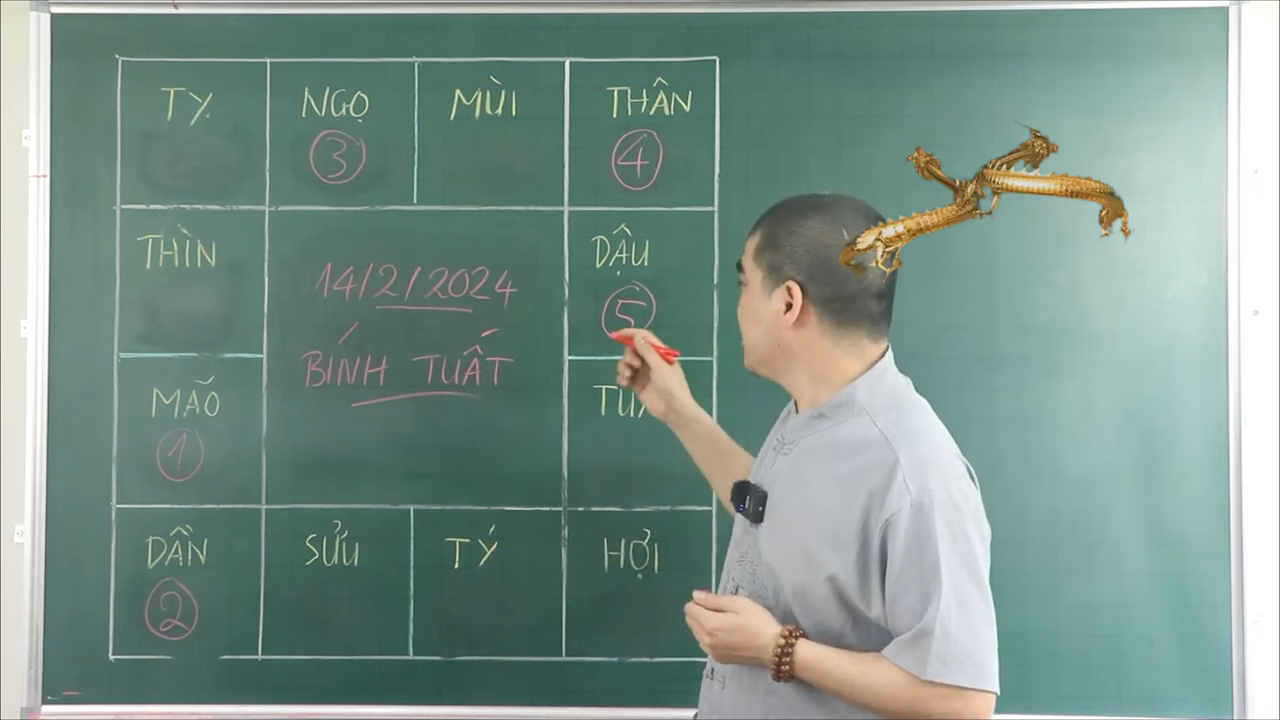 TỴ
NGỌ
③
MÙI
THÂN
④
THÌN
14/2/2024
BÍNH TUẤT
DẬU
⑤
MÃO
①
DẦN
②
SỬU
TÝ
HỢI